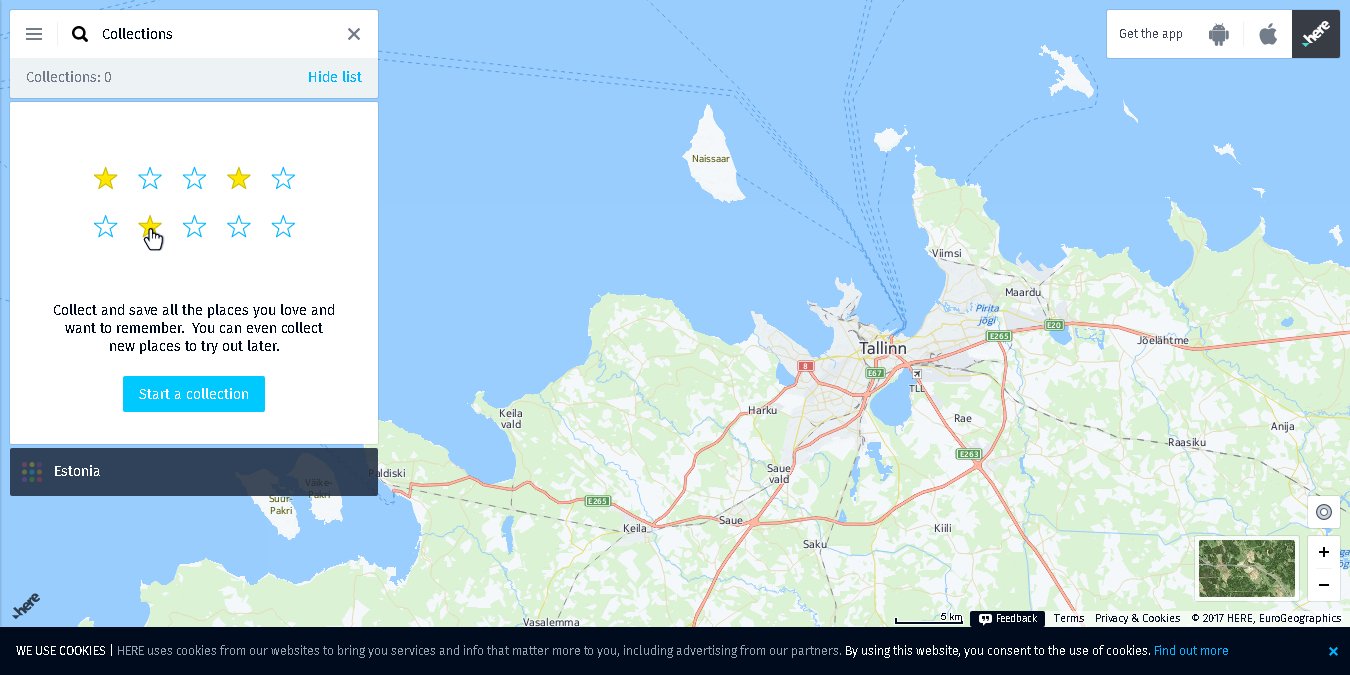 Collections
Collections: 0
Hide list
Collect and save all the places you love and
want to remember. You can even collect
new places to try out later.
Start a collection
Estonia
Get the app
here
Naissaar
Viimsi
Maardu
Pirita
jõgi
E20
E265
Jõelähtme
Tallinn
8
E67
TLL
Harku
Rae
Keila
vald
Anija
Raasiku
E263
Saue
vald
Paldiski
Väike-
Pakri
Suur-
Pakri
E265
Keila
Saue
Kiili
Saku
Vasalemma
here
+
−
5 km
Feedback
Terms
Privacy & Cookies
© 2017 HERE, EuroGeographics
WE USE COOKIES | HERE uses cookies from our websites to bring you services and info that matter more to you, including advertising from our partners. By using this website, you consent to the use of cookies. Find out more